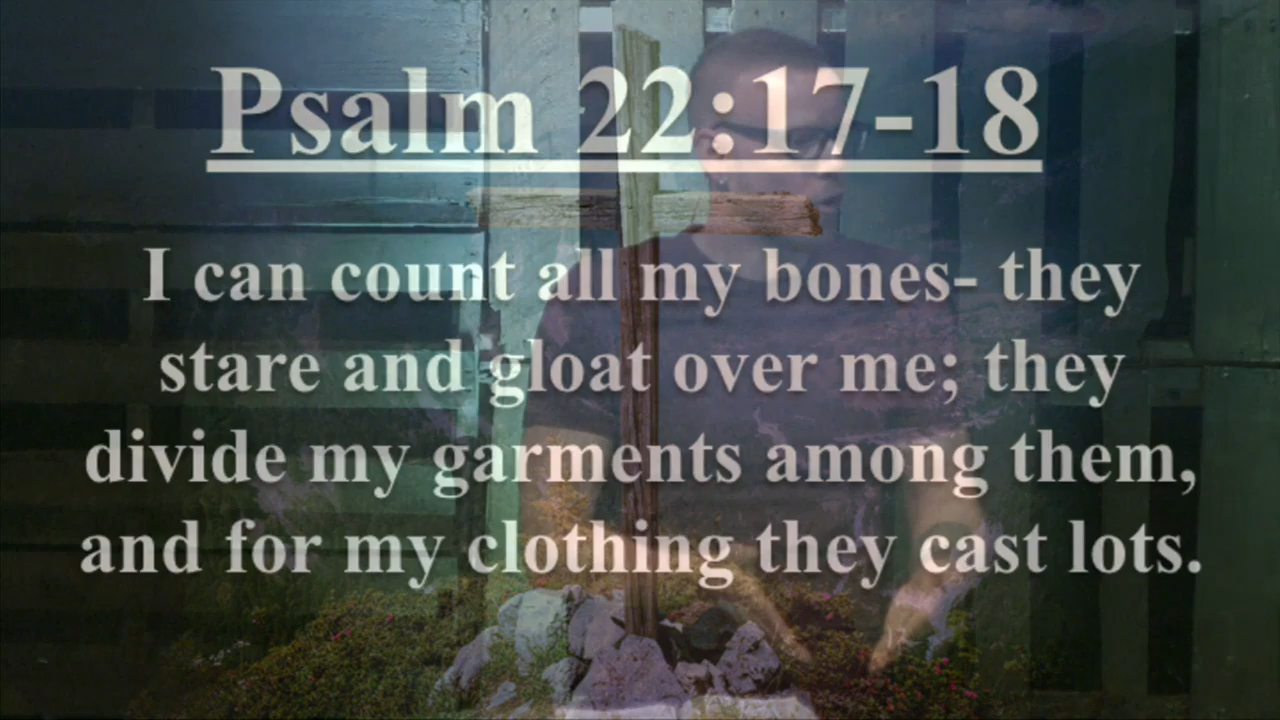 Psalm 22:17-18
I can count all my bones- they
stare and gloat over me; they
divide my garments among them,
and for my clothing they cast lots.